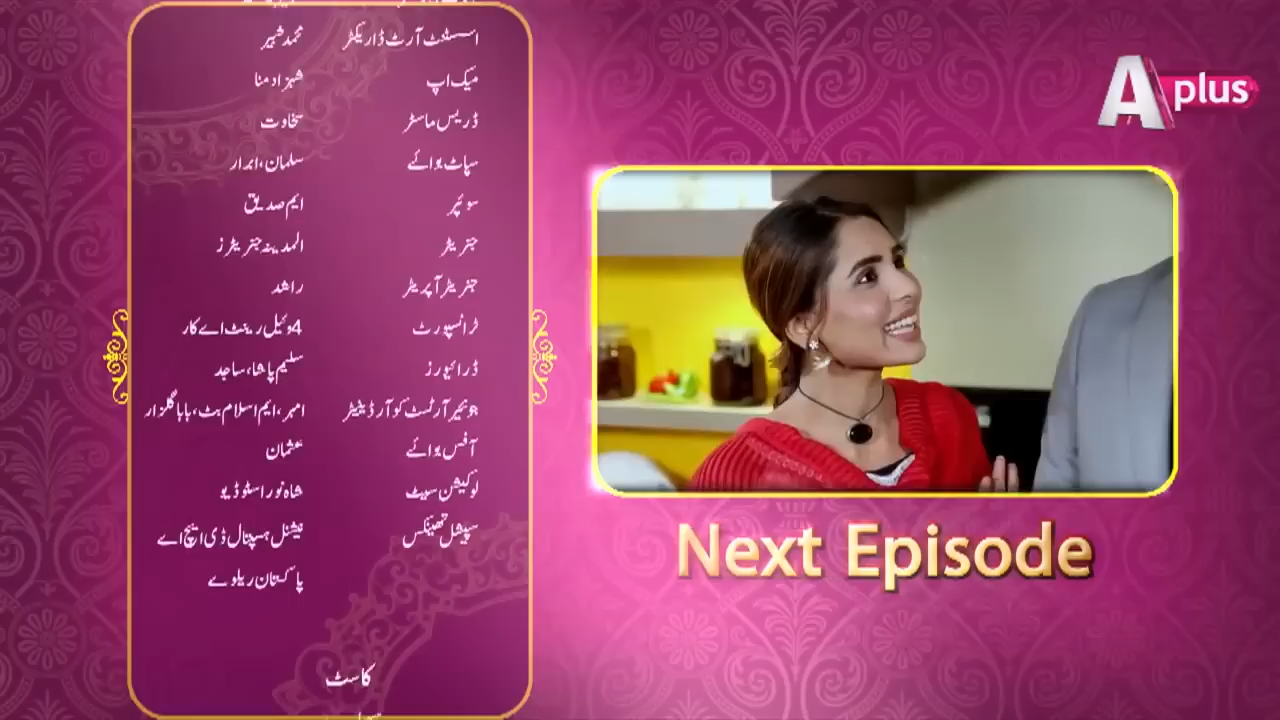 اسسٹنٹ آرٹ ڈاریکٹر محمد شبیر
میک اپ شہزاد منا
ڈریس ماسٹر سخاوت
سپاٹ بوائے سلمان، ابرار
سوئپر ایم صدیق
جنریٹر المدینہ جنریٹرز
جنریٹر آپریٹر راشد
ٹرانسپورٹ 4 وئیل رینٹ اے کار
ڈرائیورز سلیم پاشا، ساجد
جونئیر آرٹسٹ کوآرڈینیٹر امبر، ایم اسلام بٹ، بابا گلزار
آفس بوائے عثمان
لوکیشن سیٹ شاہ نور اسٹوڈیو
سپیشل تھینکس نیشنل ہسپتال ڈی ایچ اے
پاکستان ریلوے
کاسٹ
A plus
Next Episode